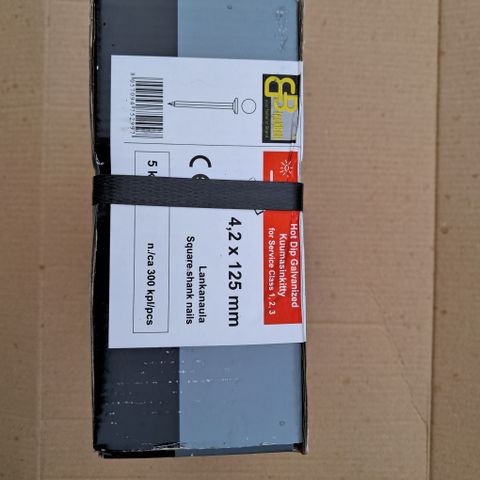 Hot Dip Galvanized
Kuumasinkitty
for Service Class 1, 2, 3
4,2 x 125 mm
Lankanaula
Square-shank nails
CE
5 k
n./ca 300 kpl/pcs